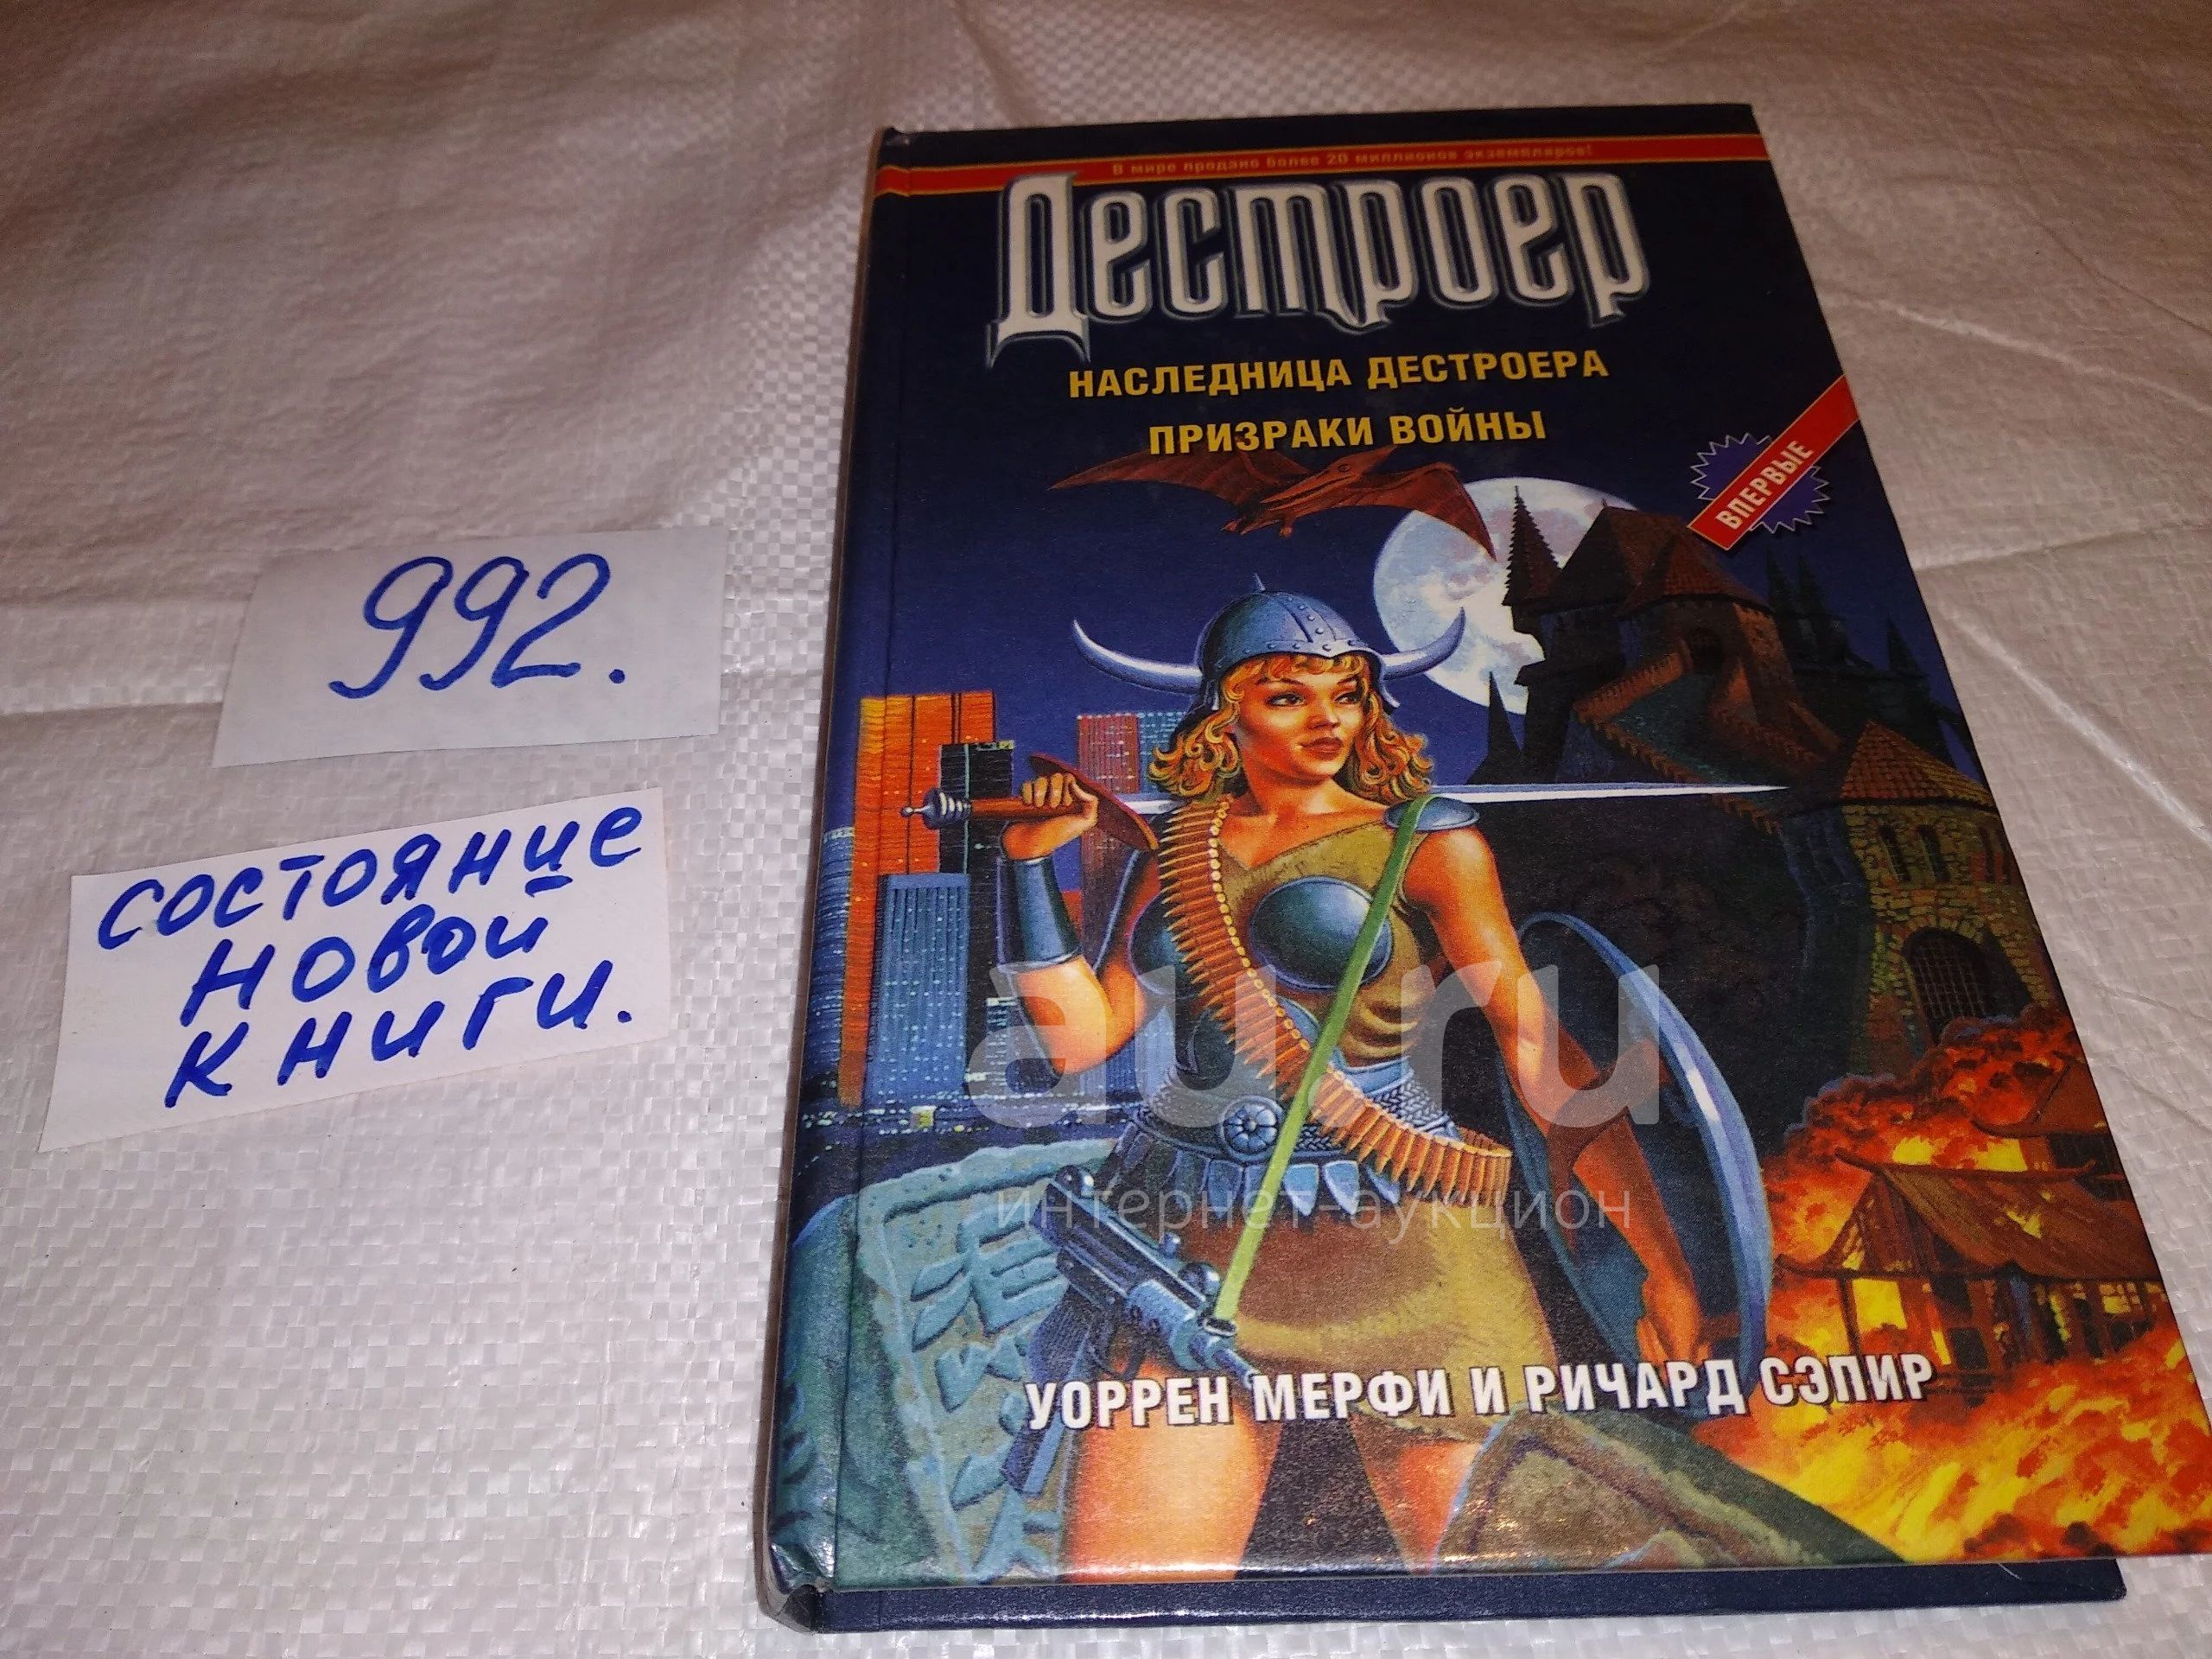 В мире продано более 20 миллионов экземпляров!
Дестроер
НАСЛЕДНИЦА ДЕСТРОЕРА
ПРИЗРАКИ ВОЙНЫ
ВПЕРВЫЕ
992.
состояние
новой
книги.
au.ru
интернет-аукцион
УОРРЕН МЕРФИ И РИЧАРД СЭПИР